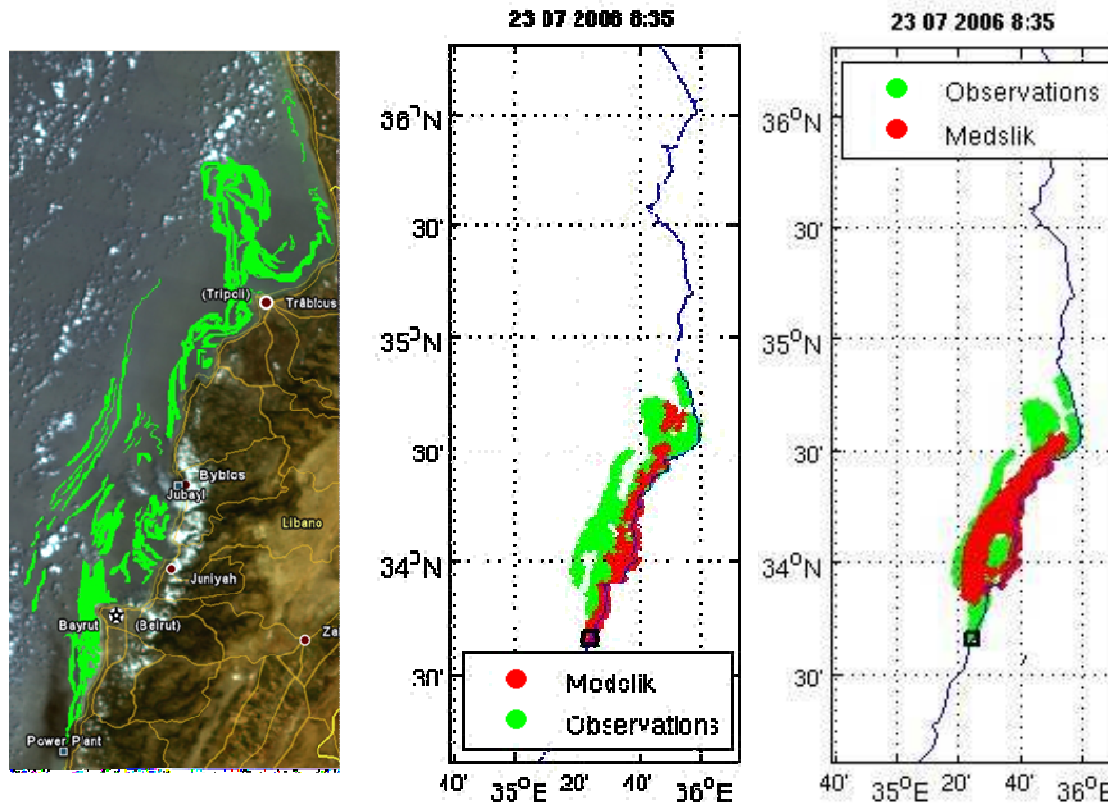 (Tripoli)
Trâblous
Byblos
Jubayl
Libano
Juniyah
Bayrut
(Beirut)
Za
Power Plant
23 07 2006 8:35
36°N
30'
35°N
30'
34°N
30'
Medslik
Observations
40'
35°E
20'
40'
36°E
23 07 2006 8:35
Observations
Medslik
36°N
30'
35°N
30'
34°N
30'
40'
35°E
20'
40'
36°E